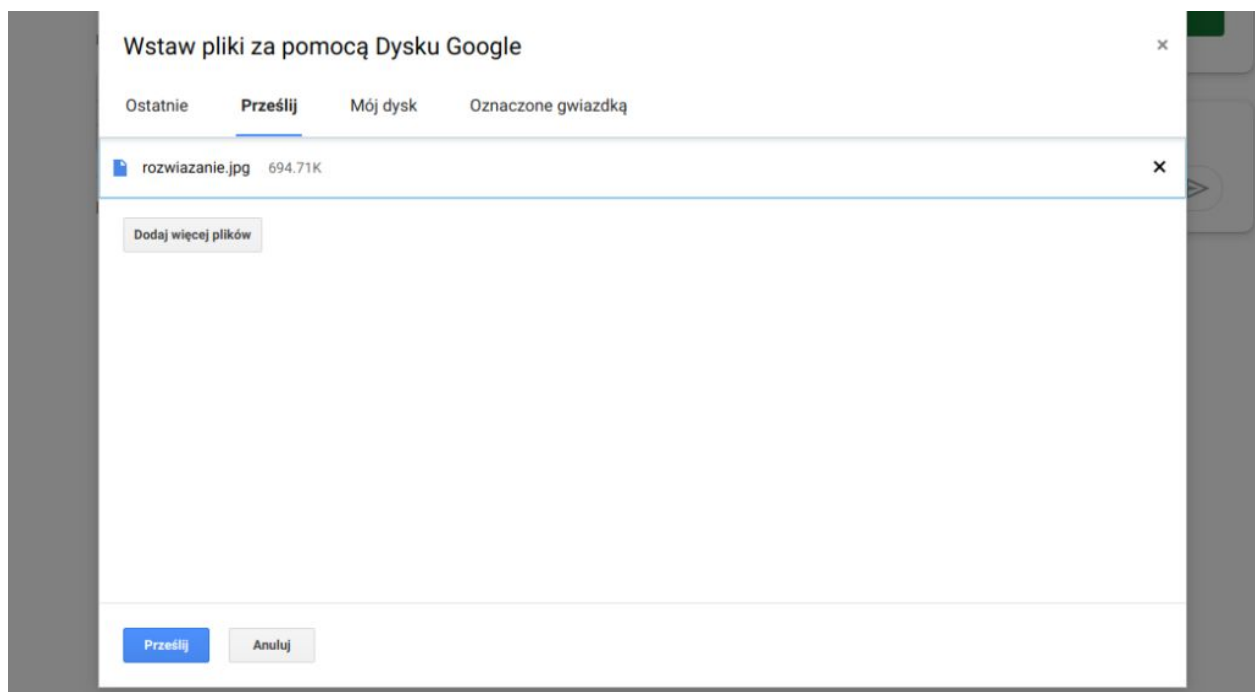 Wstaw pliki za pomocą Dysku Google
Ostatnie Prześlij Mój dysk Oznaczone gwiazdką
rozwiazanie.jpg 694.71K
Dodaj więcej plików
Prześlij Anuluj